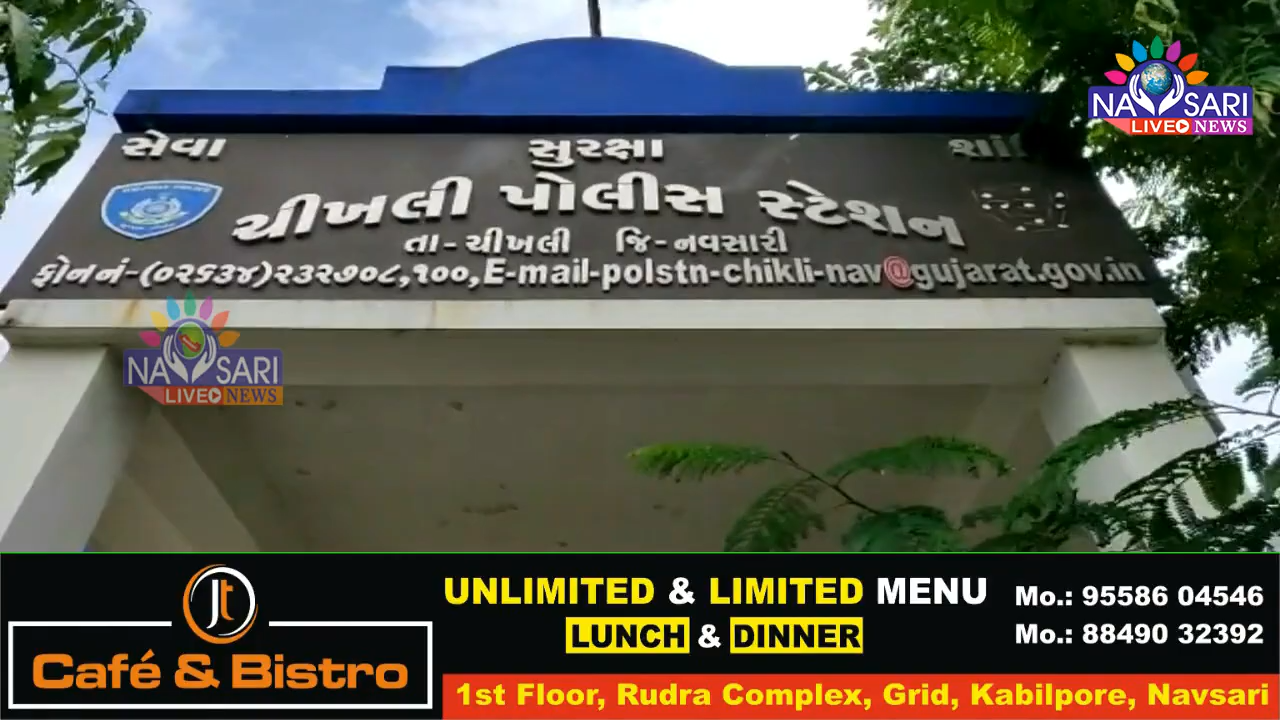 સેવા સુરક્ષા
ચીખલી પોલીસ સ્ટેશન
તા-ચીખલી જિ-નવસારી
ફોન નં-(૦૨૬૩૪)૨૩૨૭૦૮,૧૦૦,E-mail-polstn-chikli-nav@gujarat.gov.in
NAVSARI
LIVE NEWS
NAVSARI
LIVE NEWS
Jt
Café & Bistro
UNLIMITED & LIMITED MENU
LUNCH & DINNER
Mo.: 95586 04546
Mo.: 88490 32392
1st Floor, Rudra Complex, Grid, Kabilpore, Navsari